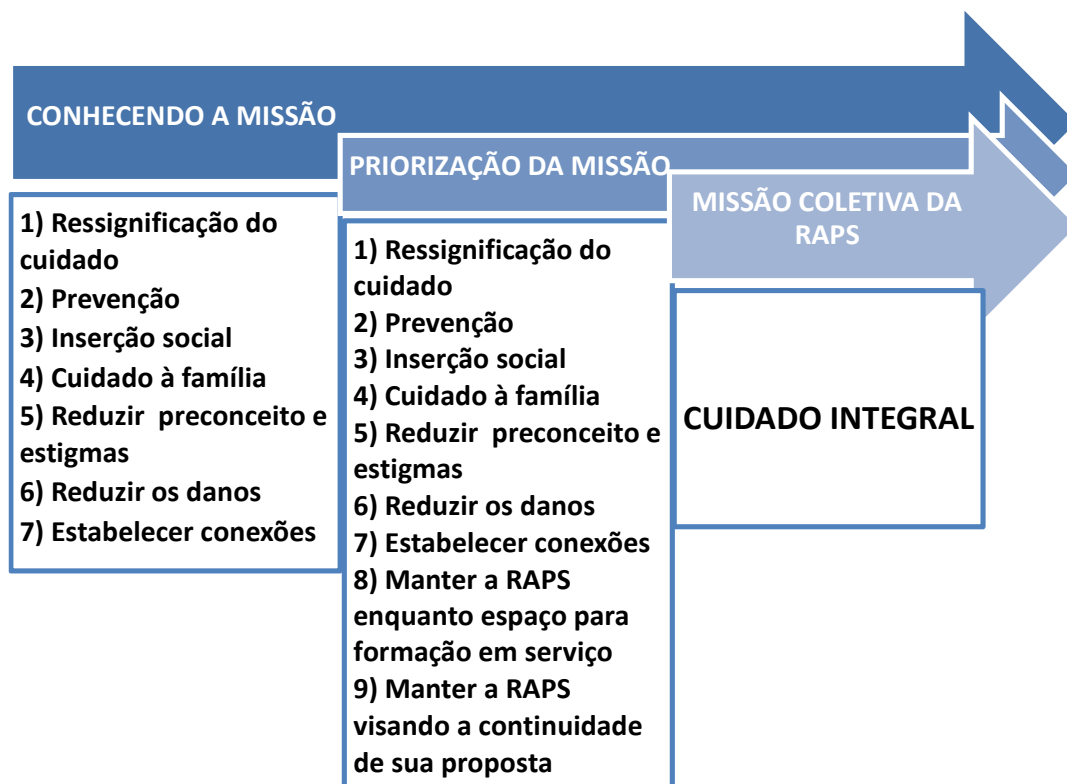 CONHECENDO A MISSÃO
1) Ressignificação do
cuidado
2) Prevenção
3) Inserção social
4) Cuidado à família
5) Reduzir preconceito e
estigmas
6) Reduzir os danos
7) Estabelecer conexões
PRIORIZAÇÃO DA MISSÃO
1) Ressignificação do
cuidado
2) Prevenção
3) Inserção social
4) Cuidado à família
5) Reduzir preconceito e
estigmas
6) Reduzir os danos
7) Estabelecer conexões
8) Manter a RAPS
enquanto espaço para
formação em serviço
9) Manter a RAPS
visando a continuidade
de sua proposta
MISSÃO COLETIVA DA
RAPS
CUIDADO INTEGRAL